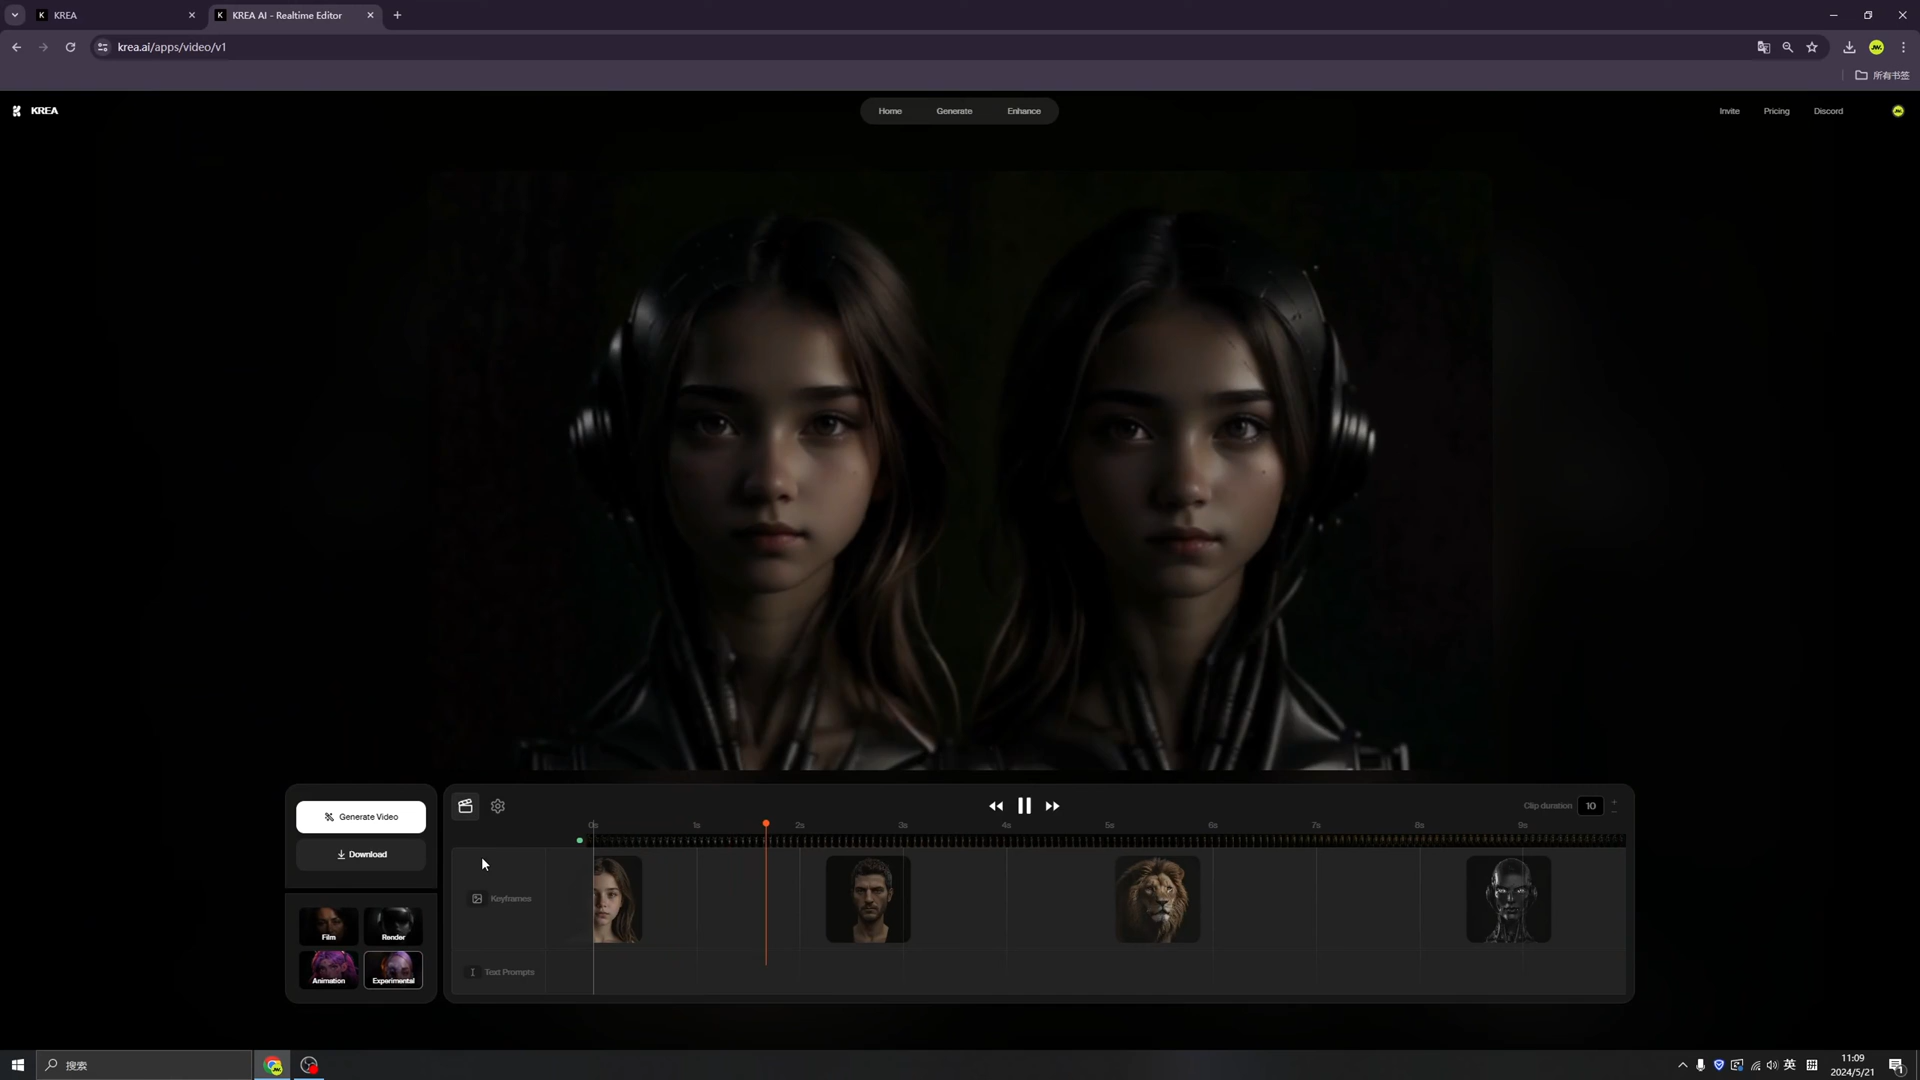 KREA
KREA AI - Realtime Editor
krea.ai/apps/video/v1
所有书签
KREA
Home
Generate
Enhance
Invite
Pricing
Discord
Generate Video
Download
Film
Render
Animation
Experimental
Clip duration
10
0s
1s
2s
3s
4s
5s
6s
7s
8s
9s
Keyframes
Text Prompts
搜索
英
11:09
2024/5/21